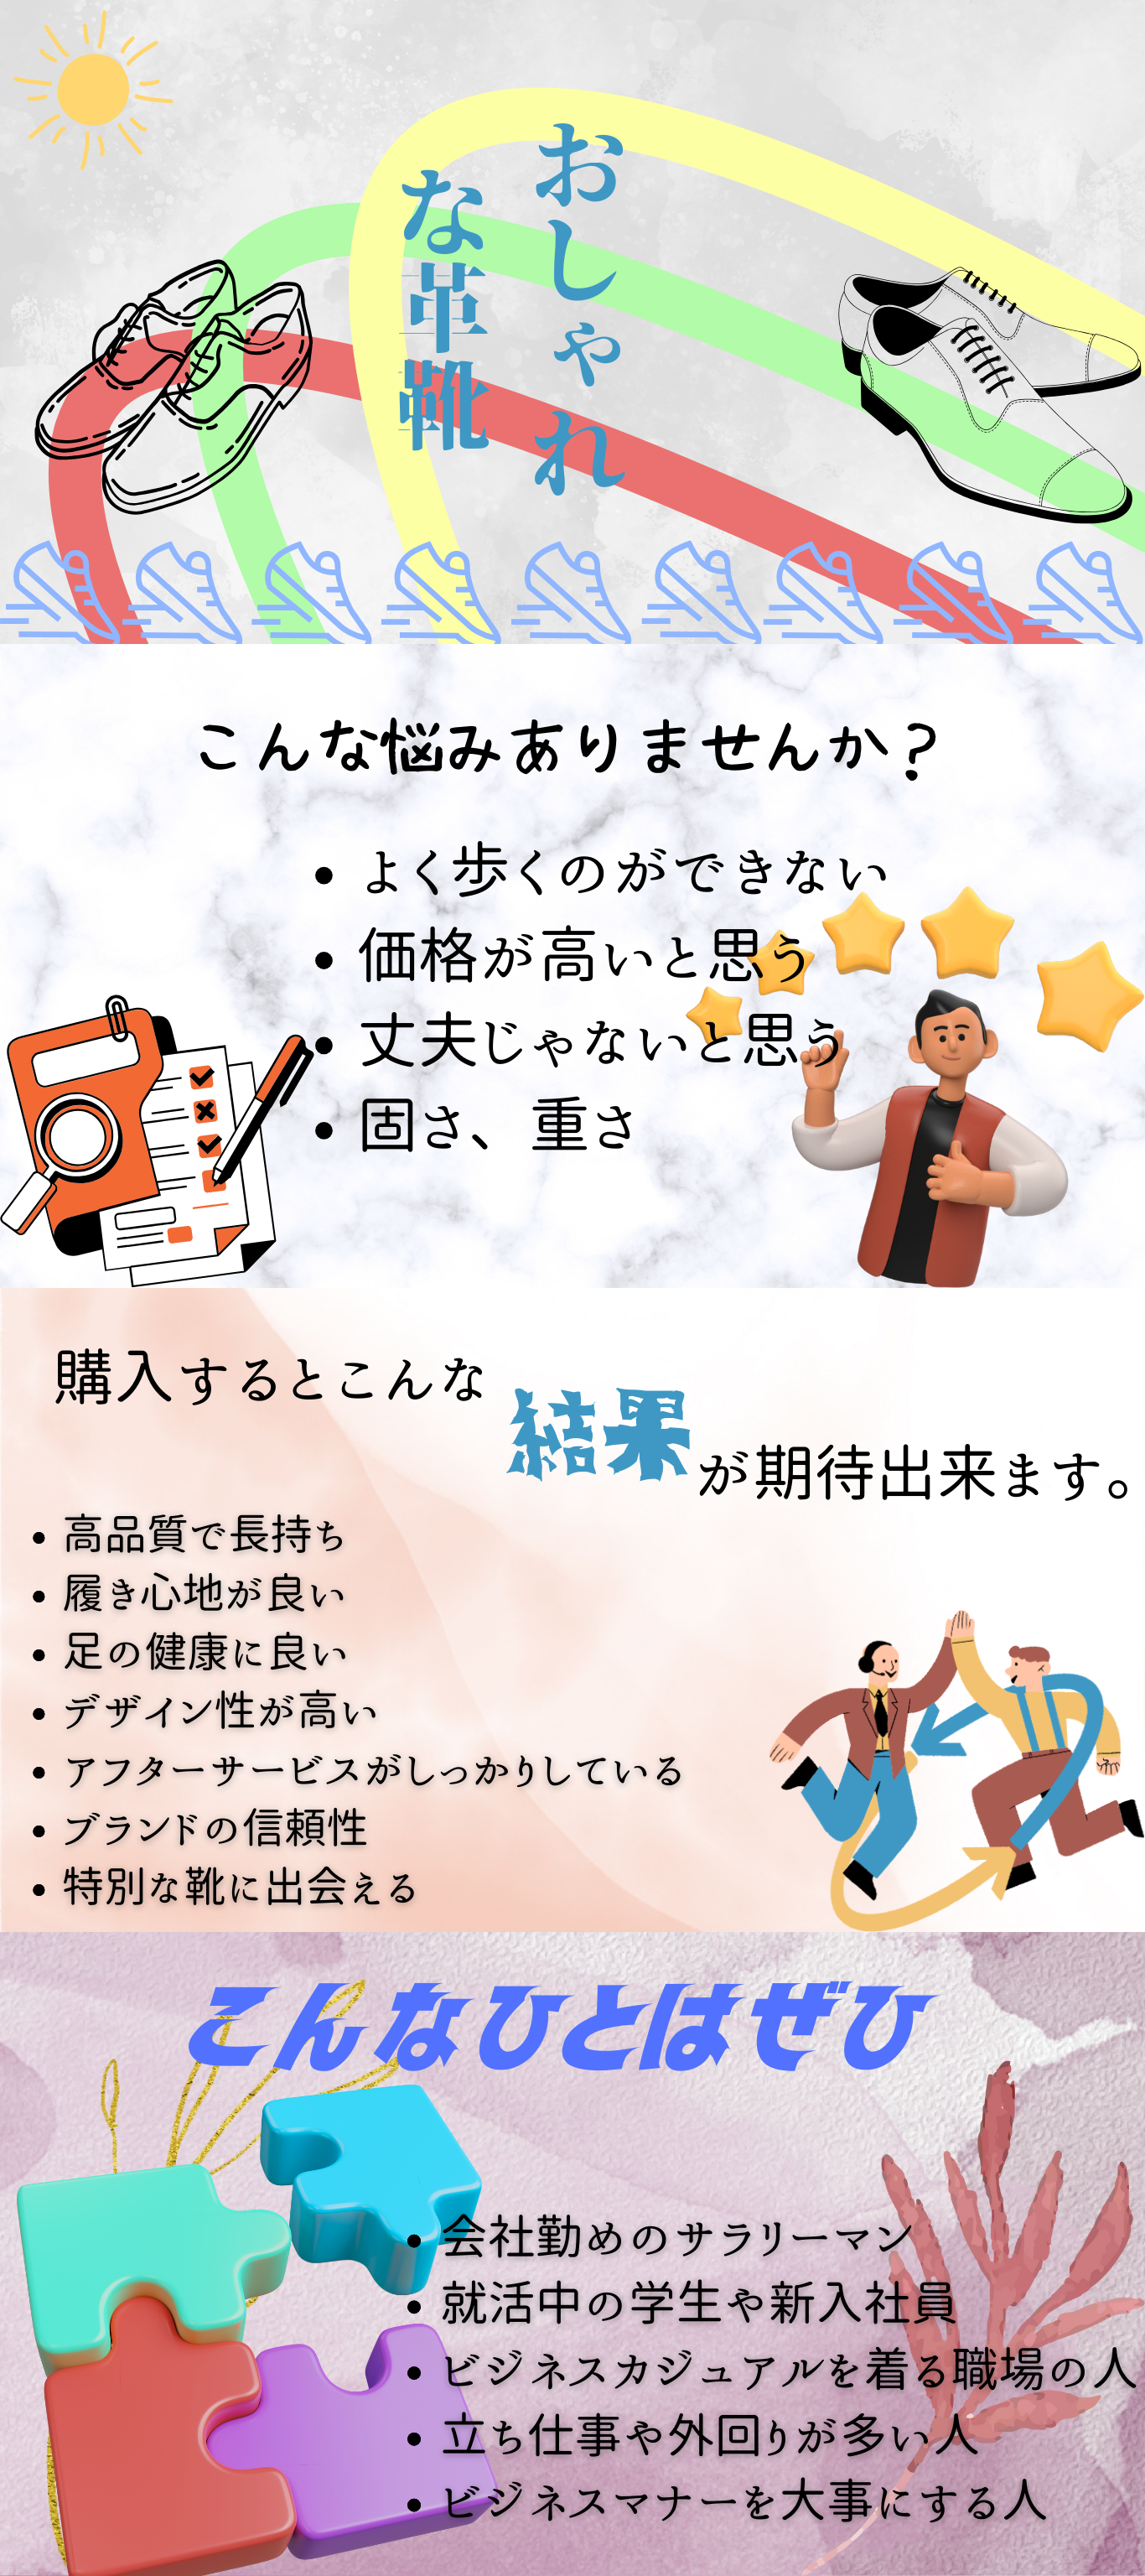 おしゃれ
な革靴
こんな悩みありませんか?
• よく歩くのができない
• 価格が高いと思う
• 丈夫じゃないと思う
• 固さ、重さ
購入するとこんな
結果
が期待出来ます。
• 高品質で長持ち
• 履き心地が良い
• 足の健康に良い
• デザイン性が高い
• アフターサービスがしっかりしている
• ブランドの信頼性
• 特別な靴に出会える
こんなひとはぜひ
• 会社勤めのサラリーマン
• 就活中の学生や新入社員
• ビジネスカジュアルを着る職場の人
• 立ち仕事や外回りが多い人
• ビジネスマナーを大事にする人